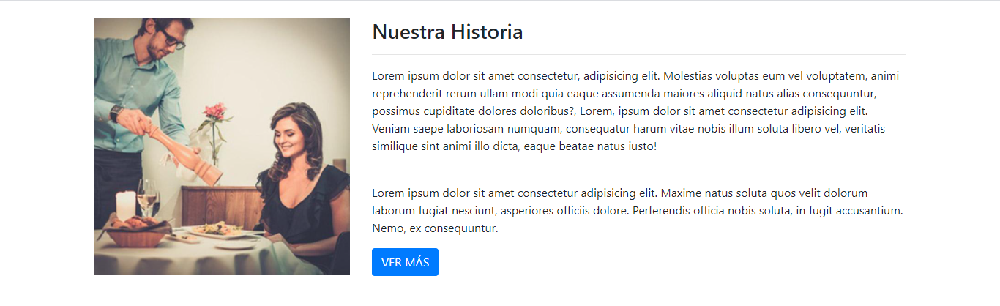 Nuestra Historia
Lorem ipsum dolor sit amet consectetur, adipisicing elit. Molestias voluptas eum vel voluptatem, animi
reprehenderit rerum ullam modi quia eaque assumenda maiores aliquid natus alias consequuntur,
possimus cupiditate dolores doloribus?, Lorem, ipsum dolor sit amet consectetur adipisicing elit.
Veniam saepe laboriosam numquam, consequatur harum vitae nobis illum soluta libero vel, veritatis
similique sint animi illo dicta, eaque beatae natus iusto!
Lorem ipsum dolor sit amet consectetur adipisicing elit. Maxime natus soluta quos velit dolorum
laborum fugiat nesciunt, asperiores officiis dolore. Perferendis officia nobis soluta, in fugit accusantium.
Nemo, ex consequuntur.
VER MÁS